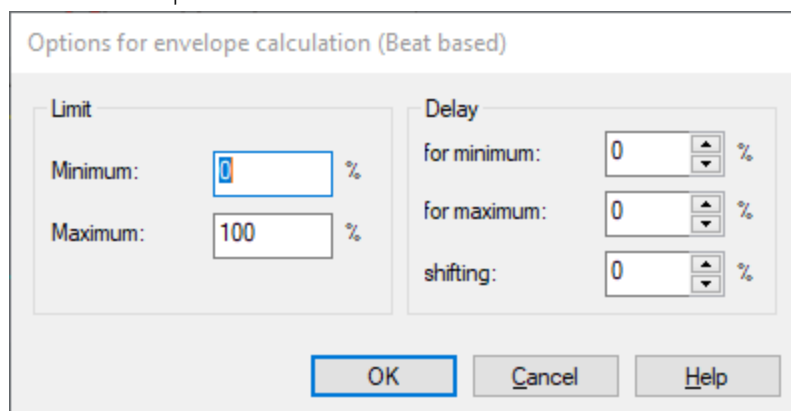 Options for envelope calculation (Beat based)
Limit
Minimum: 0 %
Maximum: 100 %
Delay
for minimum: 0 %
for maximum: 0 %
shifting: 0 %
OK Cancel Help